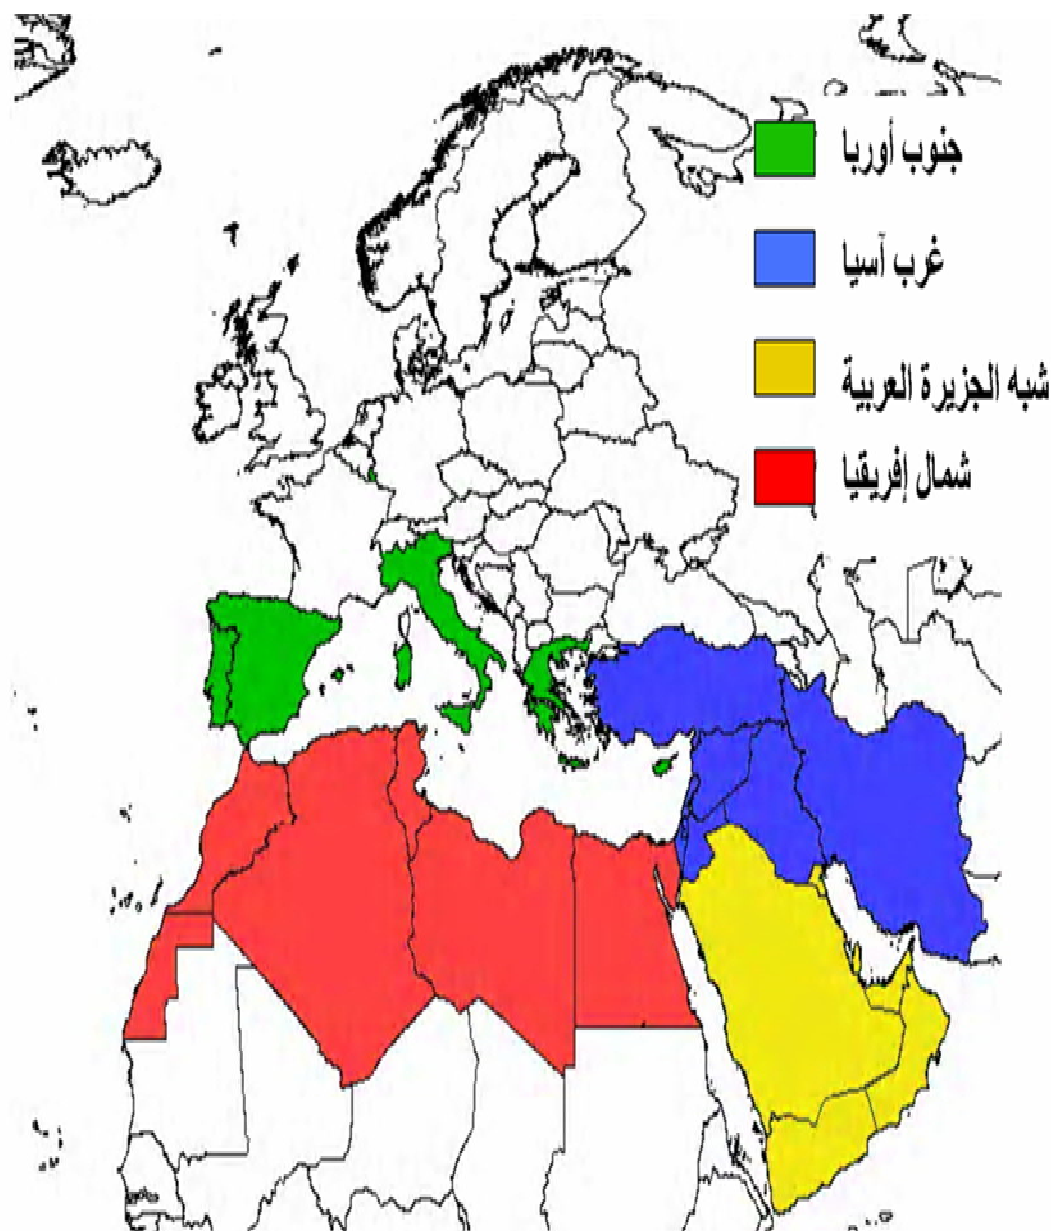 جنوب أوربا
غرب آسيا
شبه الجزيرة العربية
شمال إفريقيا